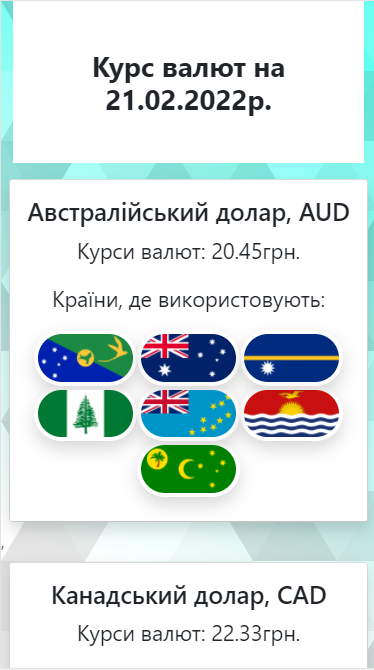 Курс валют на
21.02.2022р.
Австралійський долар, AUD
Курси валют: 20.45грн.
Країни, де використовують:
,
Канадський долар, CAD
Курси валют: 22.33грн.